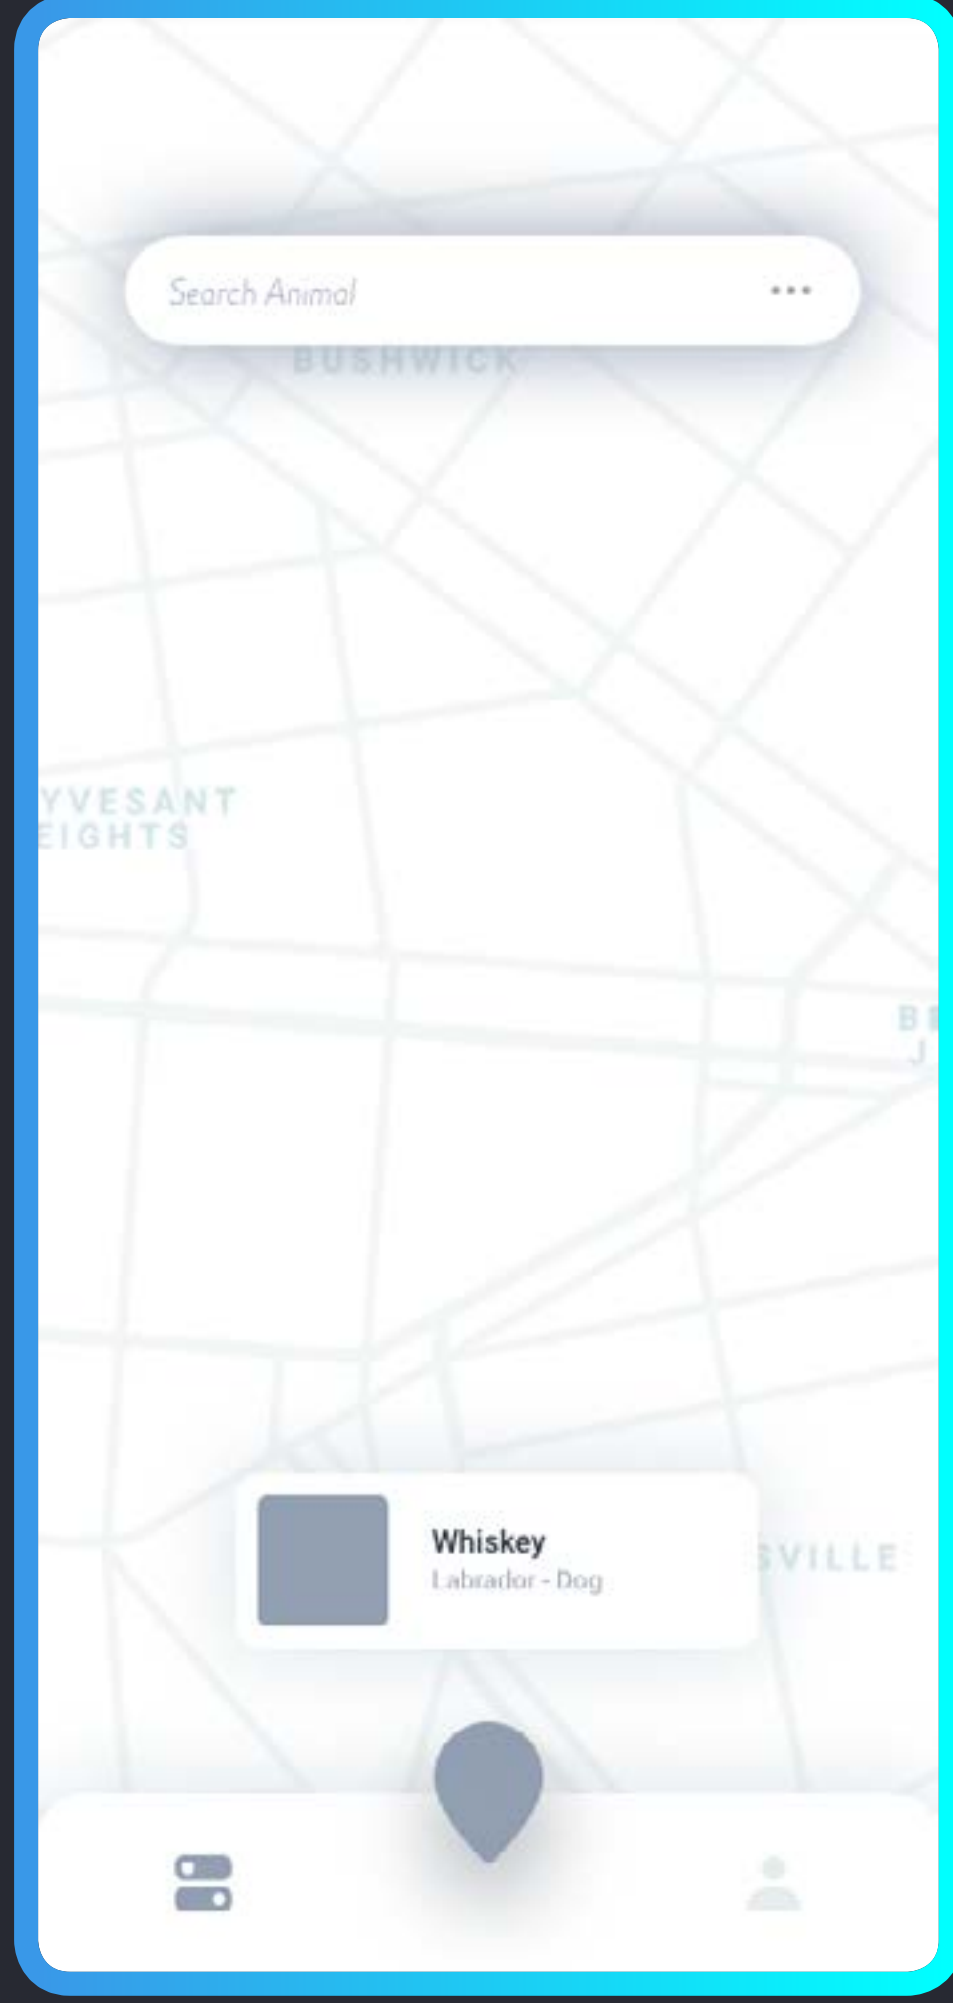 Search Animal
BUSHWICK
YVESANT
EIGHTS
B
J
Whiskey
Labrador - Dog
SVILLE